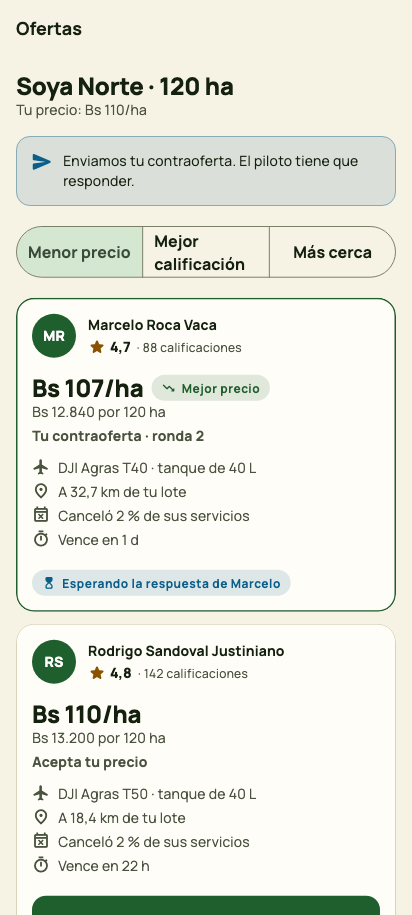 Ofertas
Soya Norte · 120 ha
Tu precio: Bs 110/ha
Enviamos tu contraoferta. El piloto tiene que
responder.
Menor precio
Mejor
calificación
Más cerca
MR
Marcelo Roca Vaca
4,7 · 88 calificaciones
Bs 107/ha
Mejor precio
Bs 12.840 por 120 ha
Tu contraoferta · ronda 2
DJI Agras T40 · tanque de 40 L
A 32,7 km de tu lote
Canceló 2 % de sus servicios
Vence en 1 d
Esperando la respuesta de Marcelo
RS
Rodrigo Sandoval Justiniano
4,8 · 142 calificaciones
Bs 110/ha
Bs 13.200 por 120 ha
Acepta tu precio
DJI Agras T50 · tanque de 40 L
A 18,4 km de tu lote
Canceló 2 % de sus servicios
Vence en 22 h